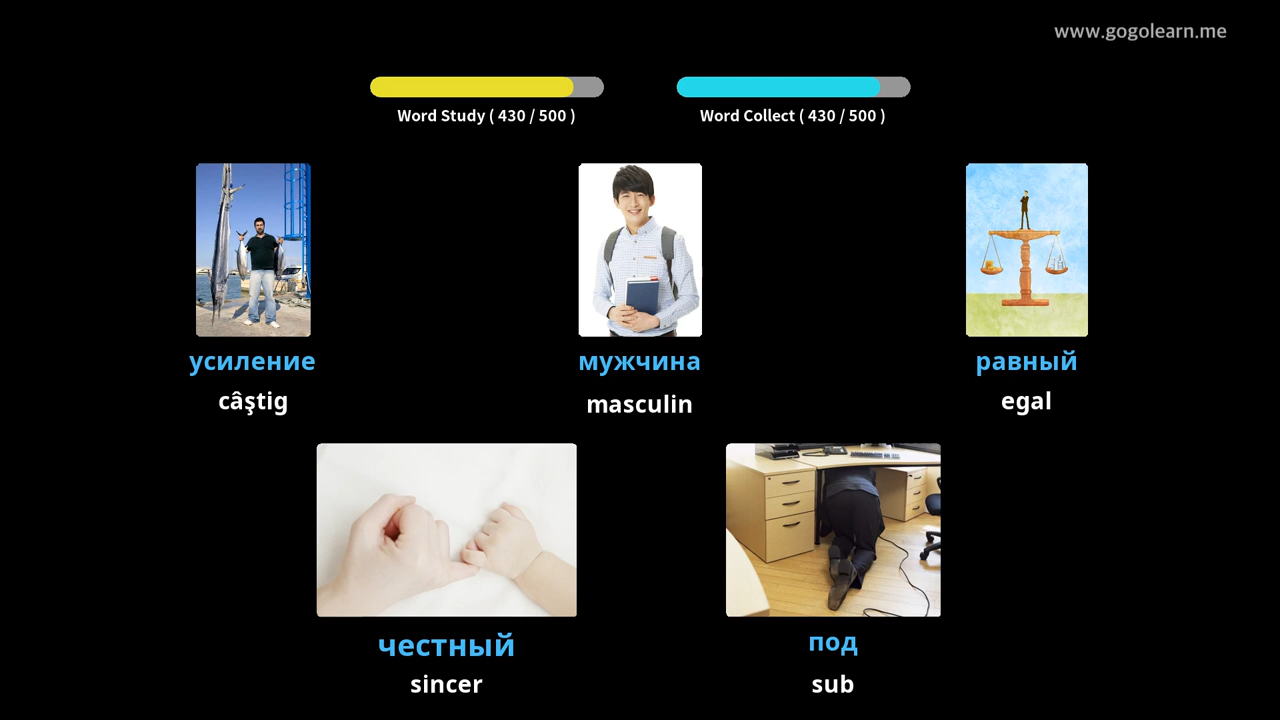 www.gogolearn.me
Word Study ( 430 / 500 )
Word Collect ( 430 / 500 )
усиление
мужчина
равный
câştig
masculin
egal
честный
под
sincer
sub